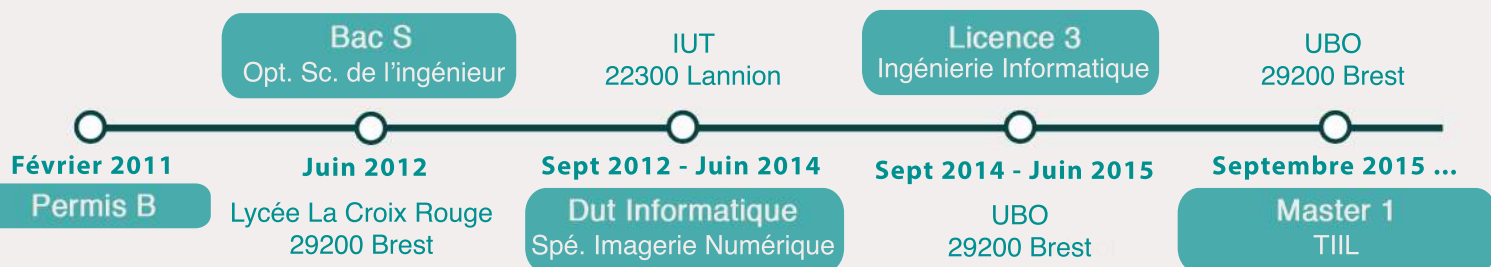 Février 2011
Permis B
Bac S
Opt. Sc. de l'ingénieur
Juin 2012
Lycée La Croix Rouge
29200 Brest
IUT
22300 Lannion
Sept 2012 - Juin 2014
Dut Informatique
Spé. Imagerie Numérique
Licence 3
Ingénierie Informatique
Sept 2014 - Juin 2015
UBO
29200 Brest
UBO
29200 Brest
Septembre 2015 ...
Master 1
TIIL